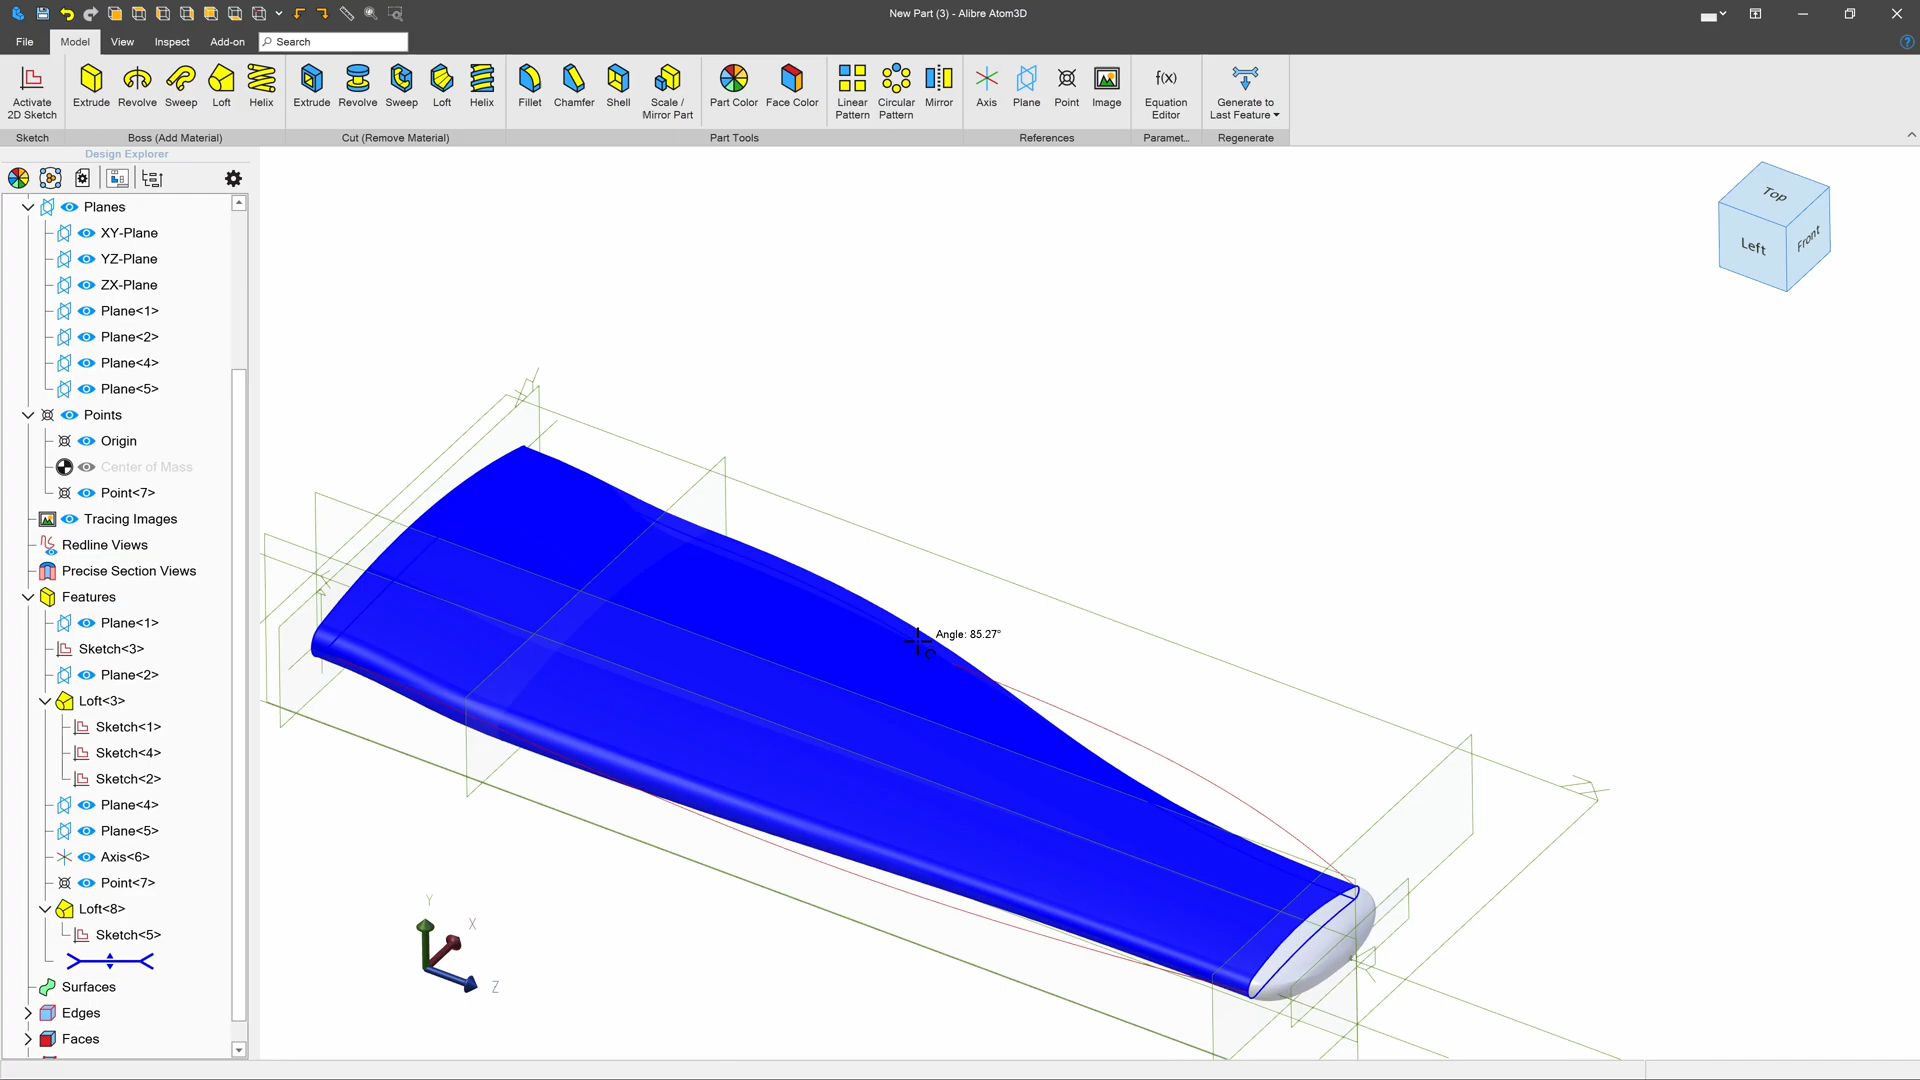 New Part (3) - Alibre Atom3D
File Model View Inspect Add-on Search
Activate 2D Sketch
Extrude Revolve Sweep Loft Helix
Extrude Revolve Sweep Loft Helix
Fillet Chamfer Shell Scale / Mirror Part Part Color Face Color
Linear Pattern Circular Pattern Mirror
Axis Plane Point Image
f(x) Equation Editor
Generate to Last Feature
Sketch Boss (Add Material) Cut (Remove Material) Part Tools References Paramet... Regenerate
Design Explorer
Planes
XY-Plane
YZ-Plane
ZX-Plane
Plane<1>
Plane<2>
Plane<4>
Plane<5>
Points
Origin
Center of Mass
Point<7>
Tracing Images
Redline Views
Precise Section Views
Features
Plane<1>
Sketch<3>
Plane<2>
Loft<3>
Sketch<1>
Sketch<4>
Sketch<2>
Plane<4>
Plane<5>
Axis<6>
Point<7>
Loft<8>
Sketch<5>
Surfaces
Edges
Faces
Top
Left
Front
Angle: 85.27°
Y
X
Z